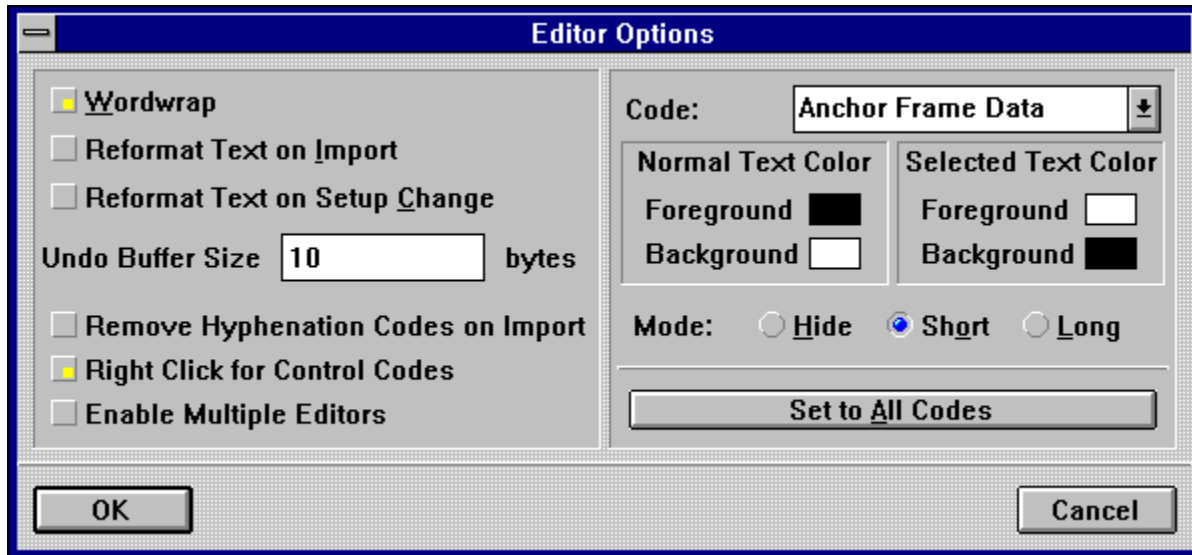 Editor Options
Wordwrap
Reformat Text on Import
Reformat Text on Setup Change
Undo Buffer Size 10 bytes
Remove Hyphenation Codes on Import
Right Click for Control Codes
Enable Multiple Editors
Code: Anchor Frame Data
Normal Text Color
Foreground
Background
Selected Text Color
Foreground
Background
Mode: Hide Short Long
Set to All Codes
OK
Cancel